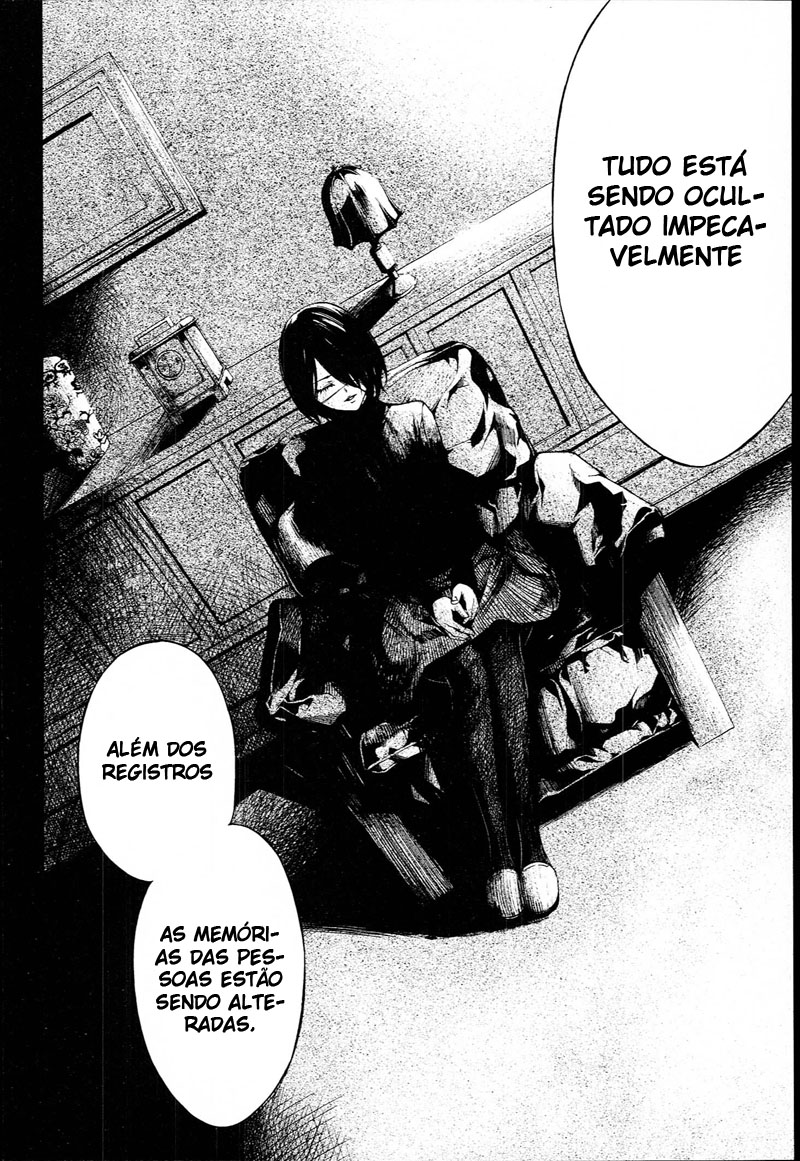 TUDO ESTÁ
SENDO OCUL-
TADO IMPECA-
VELMENTE
ALÉM DOS
REGISTROS
AS MEMÓRI-
AS DAS PES-
SOAS ESTÃO
SENDO ALTE-
RADAS.